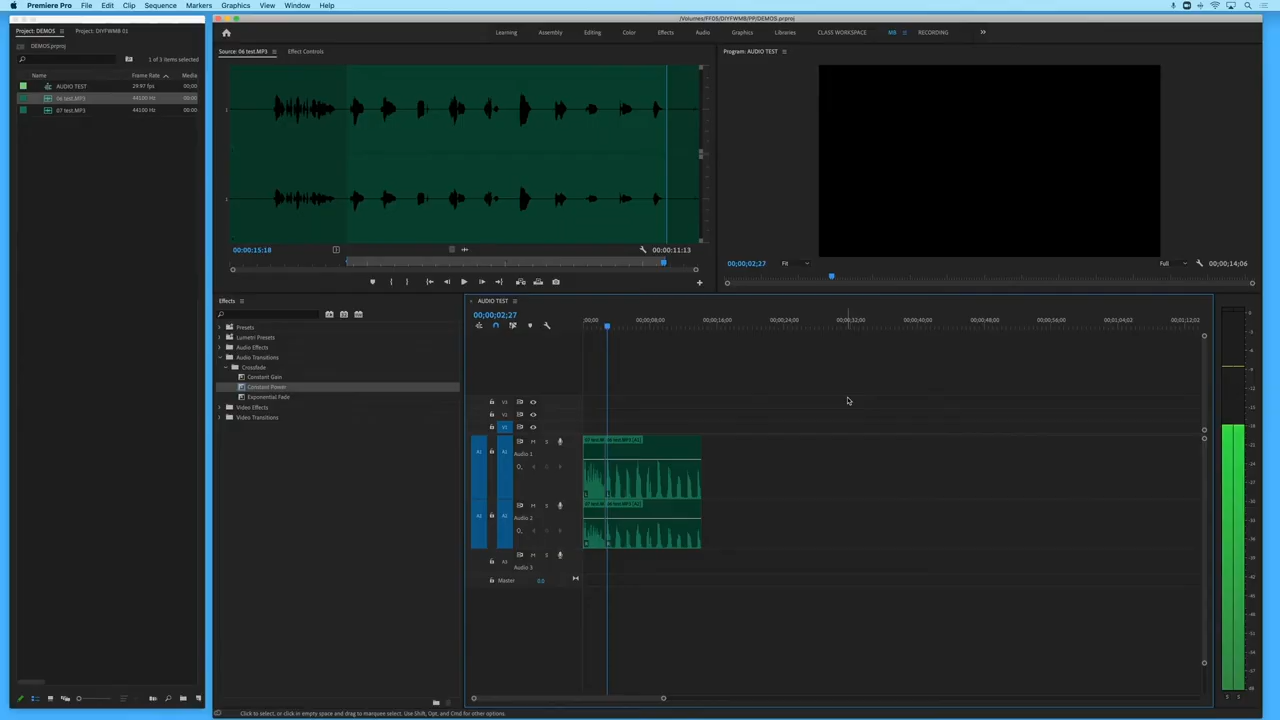 Premiere Pro File Edit Clip Sequence Markers Graphics View Window Help
/Volumes/FF05/DIYFWMB/PP/DEMOS.prproj
Project: DEMOS Project: DIYFWMB 01
DEMOS.prproj
1 of 3 items selected
Name Frame Rate Media
AUDIO TEST 29.97 fps 00;00
06 test.MP3 44100 Hz 00:00
07 test.MP3 44100 Hz 00:00
Learning Assembly Editing Color Effects Audio Graphics Libraries CLASS WORKSPACE MB RECORDING
Source: 06 test.MP3 Effect Controls
1
1
00:00:15:18 00:00:11:13
Program: AUDIO TEST
00;00;02;27 Fit Full 00;00;14;06
Effects
Presets
Lumetri Presets
Audio Effects
Audio Transitions
Crossfade
Constant Gain
Constant Power
Exponential Fade
Video Effects
Video Transitions
AUDIO TEST
00;00;02;27
;00;00 00;00;08;00 00;00;16;00 00;00;24;00 00;00;32;00 00;00;40;00 00;00;48;00 00;00;56;00 00;01;04;02 00;01;12;02
V3
V2
V1
A1 A1 M S
Audio 1
A2 A2 M S
Audio 2
A3 M S
Audio 3
Master 0.0
Click to select, or click in empty space and drag to marquee select. Use Shift, Opt, and Cmd for other options.